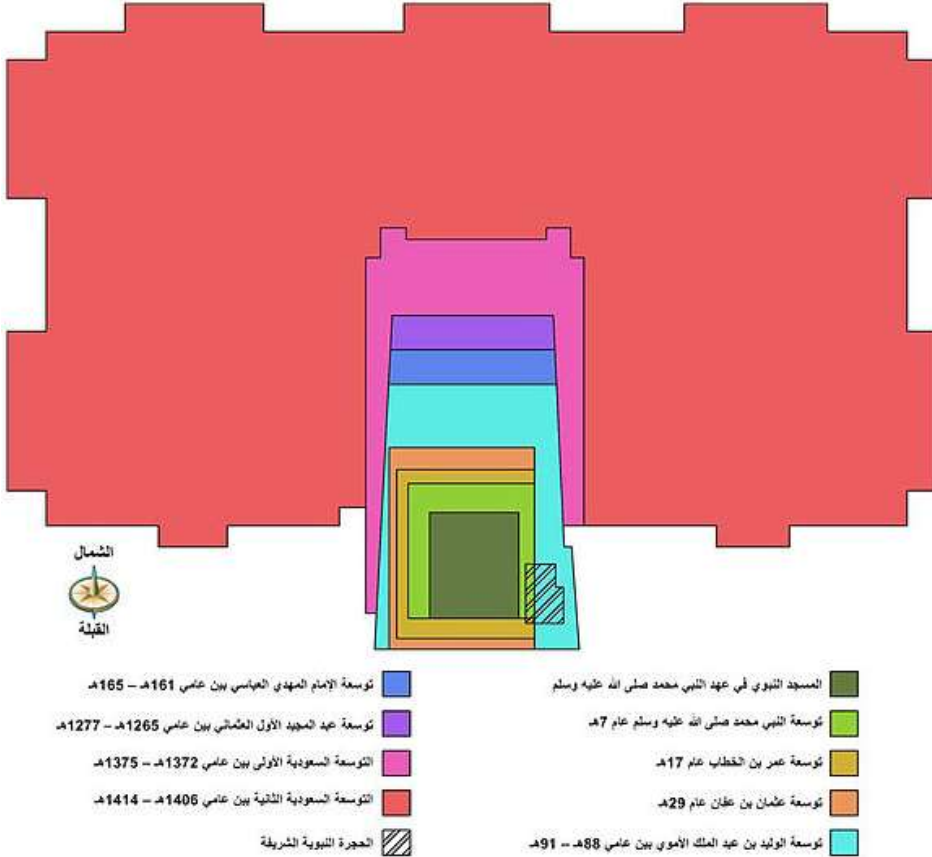 الشمال
القبلة
المسجد النبوي في عهد النبي محمد صلى الله عليه وسلم
توسعة النبي محمد صلى الله عليه وسلم عام 7هـ
توسعة عمر بن الخطاب عام 17هـ
توسعة عثمان بن عفان عام 29هـ
توسعة الوليد بن عبد الملك الأموي بين عامي 88هـ -- 91هـ
توسعة الإمام المهدي العباسي بين عامي 161هـ – 165هـ
توسعة عبد المجيد الأول العثماني بين عامي 1265هـ – 1277هـ
التوسعة السعودية الأولى بين عامي 1372هـ – 1375هـ
التوسعة السعودية الثانية بين عامي 1406هـ – 1414هـ
الحجرة النبوية الشريفة